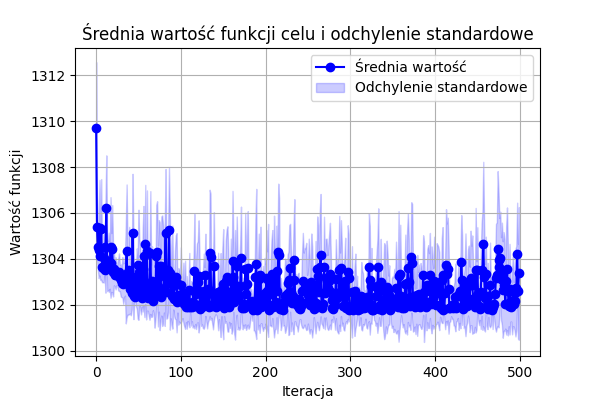 Średnia wartość funkcji celu i odchylenie standardowe
Średnia wartość
Odchylenie standardowe
Wartość funkcji
1312
1310
1308
1306
1304
1302
1300
0 100 200 300 400 500
Iteracja